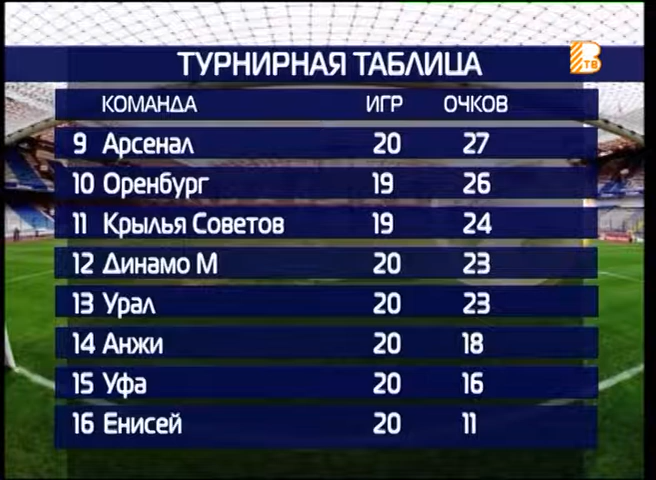 ТУРНИРНАЯ ТАБЛИЦА
В ТВ
КОМАНДА ИГР ОЧКОВ
9 Арсенал 20 27
10 Оренбург 19 26
11 Крылья Советов 19 24
12 Динамо М 20 23
13 Урал 20 23
14 Анжи 20 18
15 Уфа 20 16
16 Енисей 20 11